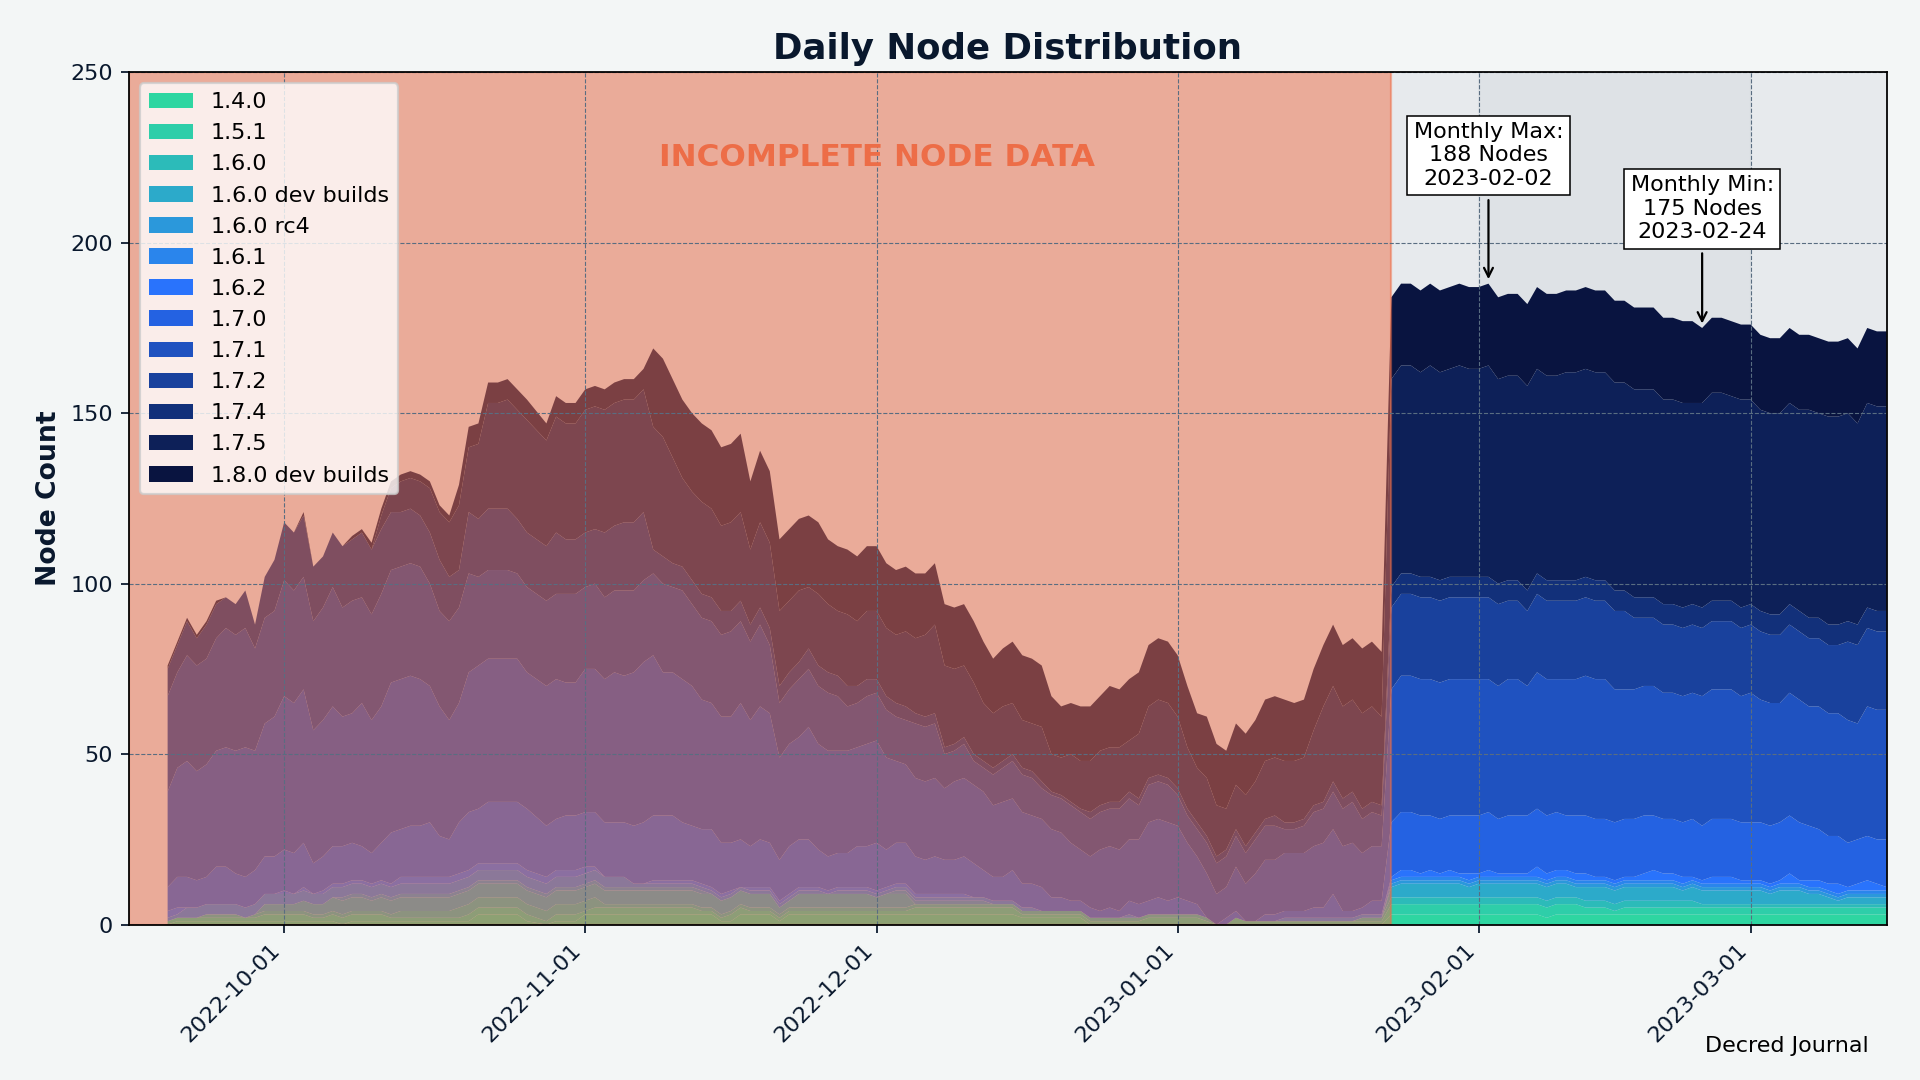 Daily Node Distribution
250
200
150
100
50
0
Node Count
1.4.0
1.5.1
1.6.0
1.6.0 dev builds
1.6.0 rc4
1.6.1
1.6.2
1.7.0
1.7.1
1.7.2
1.7.4
1.7.5
1.8.0 dev builds
INCOMPLETE NODE DATA
Monthly Max:
188 Nodes
2023-02-02
Monthly Min:
175 Nodes
2023-02-24
2022-10-01
2022-11-01
2022-12-01
2023-01-01
2023-02-01
2023-03-01
Decred Journal